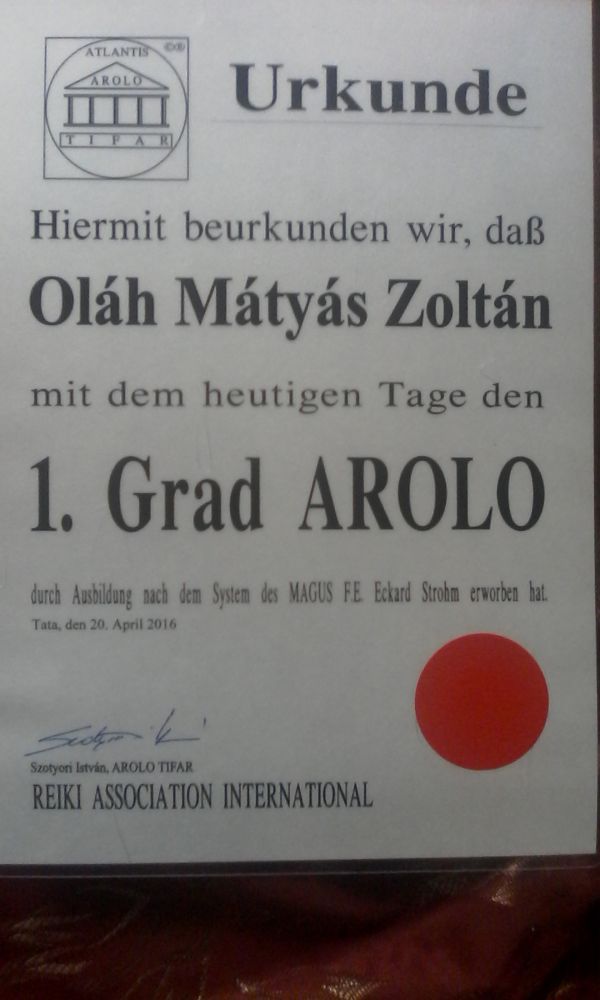 ATLANTIS ©®
AROLO
TIFAR
Urkunde
Hiermit beurkunden wir, daß
Oláh Mátyás Zoltán
mit dem heutigen Tage den
1. Grad AROLO
durch Ausbildung nach dem System des MAGUS F.E. Eckard Strohm erworben hat.
Tata, den 20. April 2016
Szotyori István, AROLO TIFAR
REIKI ASSOCIATION INTERNATIONAL